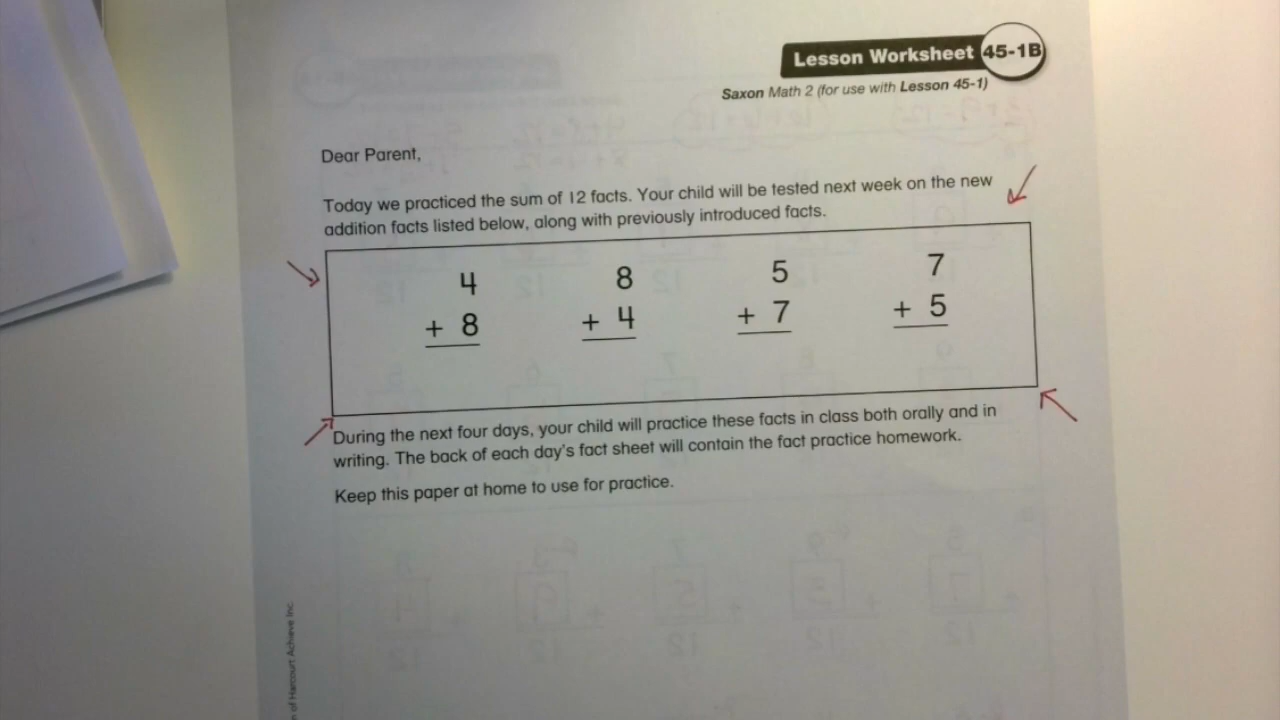 Lesson Worksheet 45-1B
Saxon Math 2 (for use with Lesson 45-1)
Dear Parent,
Today we practiced the sum of 12 facts. Your child will be tested next week on the new
addition facts listed below, along with previously introduced facts.
4 8 5 7
+ 8 + 4 + 7 + 5
During the next four days, your child will practice these facts in class both orally and in
writing. The back of each day's fact sheet will contain the fact practice homework.
Keep this paper at home to use for practice.
of Harcourt Achieve Inc.